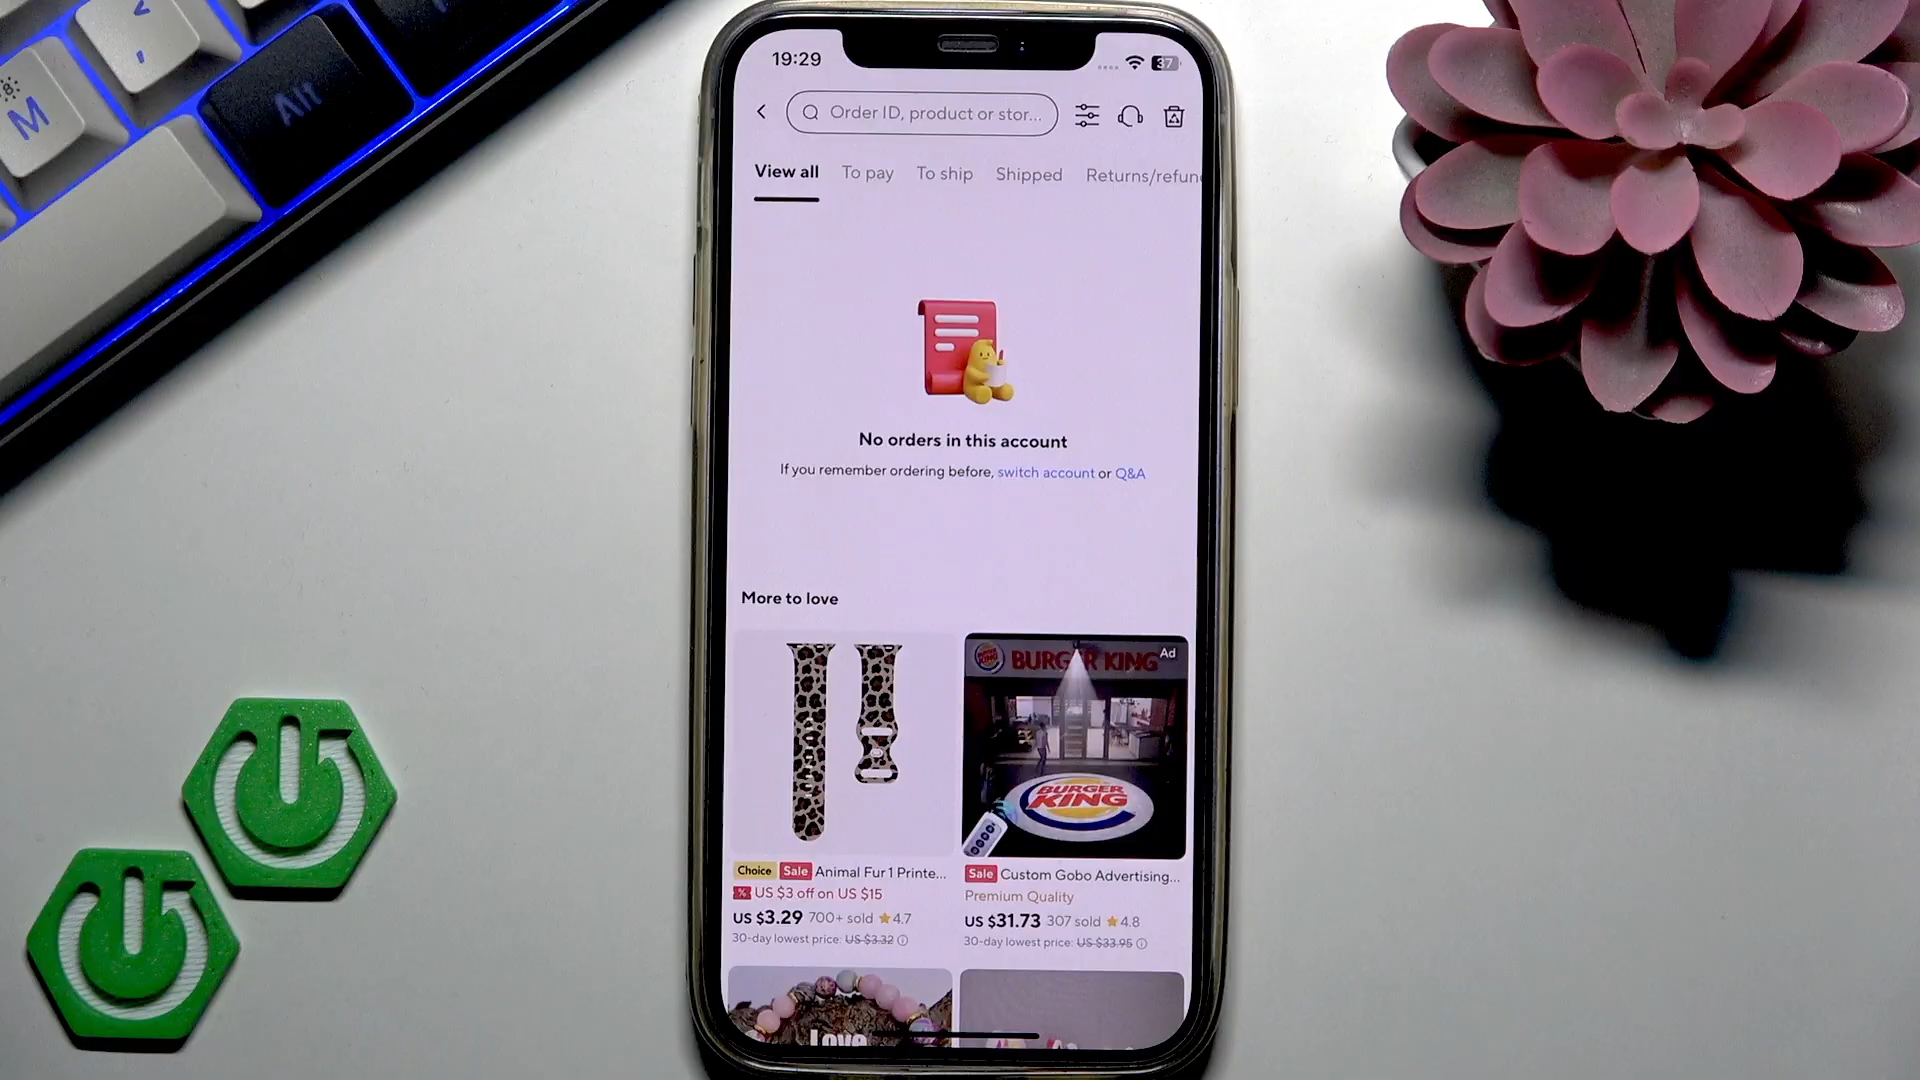 <
,
8
M
Alt
19:29
37
Order ID, product or stor...
View all
To pay
To ship
Shipped
Returns/refun
No orders in this account
If you remember ordering before, switch account or Q&A
More to love
BURGER KING
Ad
BURGER
KING
Choice Sale Animal Fur 1 Printe...
% US $3 off on US $15
US $3.29 700+ sold ★4.7
30-day lowest price: US $3.32
Sale Custom Gobo Advertising...
Premium Quality
US $31.73 307 sold ★4.8
30-day lowest price: US $33.95
Love